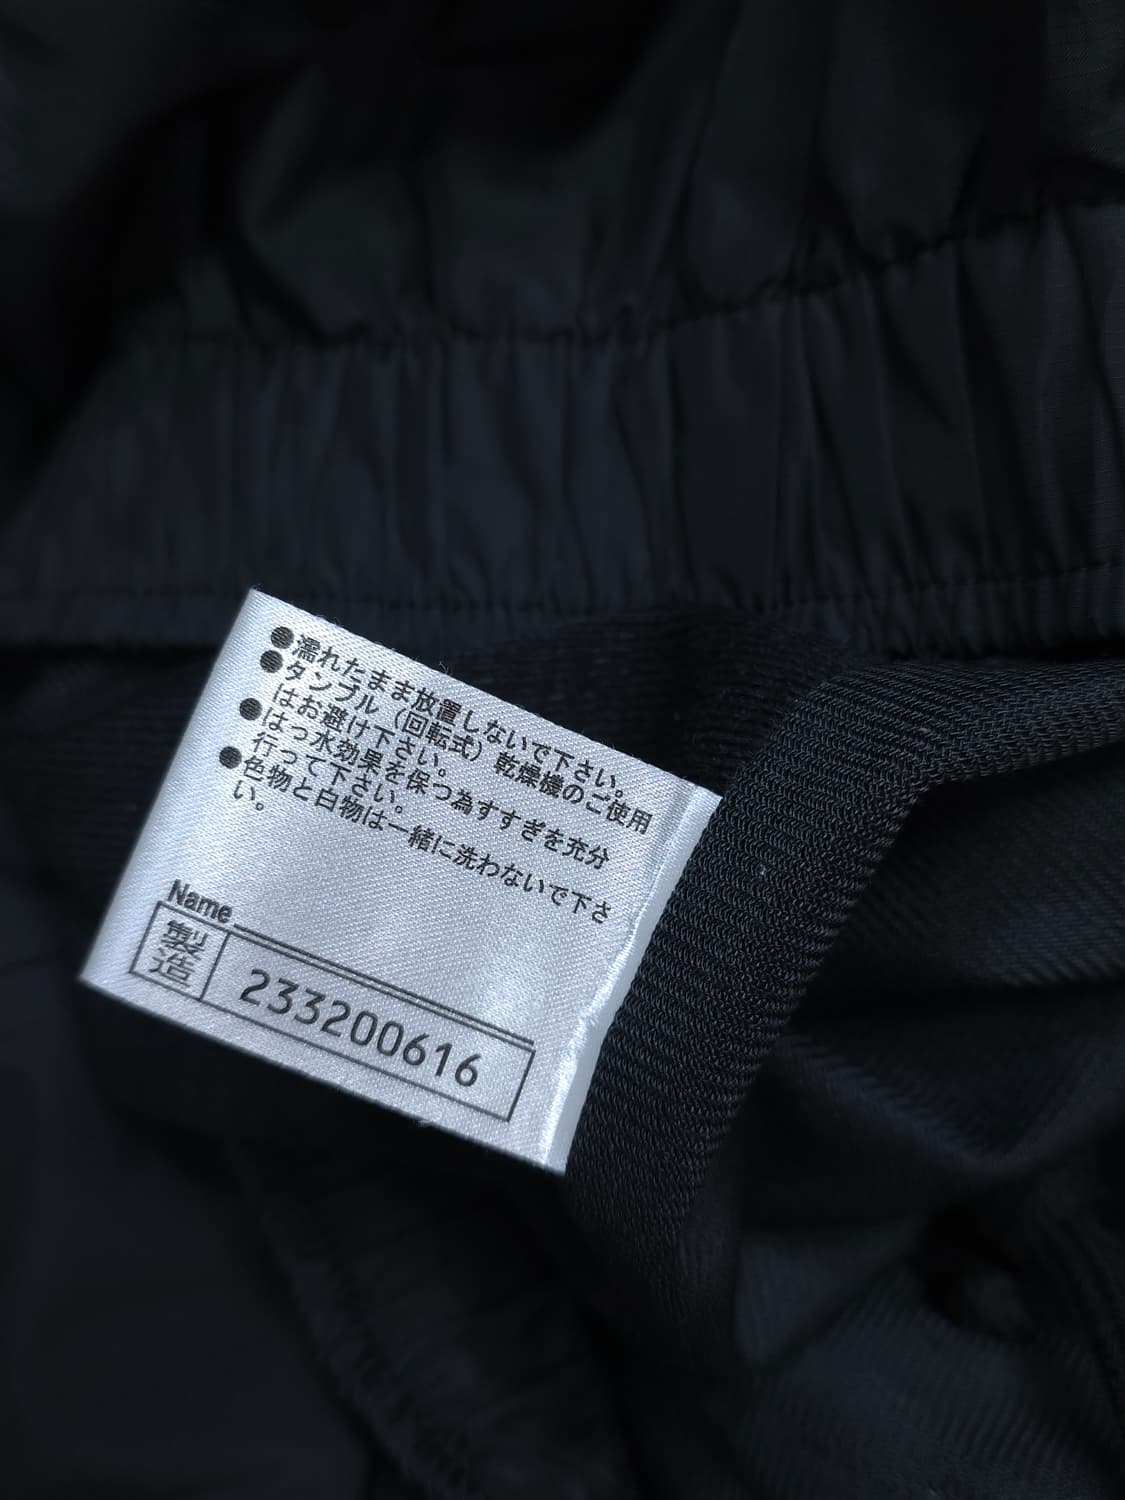 ●濡れたまま放置しないで下さい。
●タンブル（回転式）乾燥機のご使用
はお避け下さい。
●はっ水効果を保つ為すすぎを充分
行って下さい。
●色物と白物は一緒に洗わないで下さ
い。
Name
製造 233200616